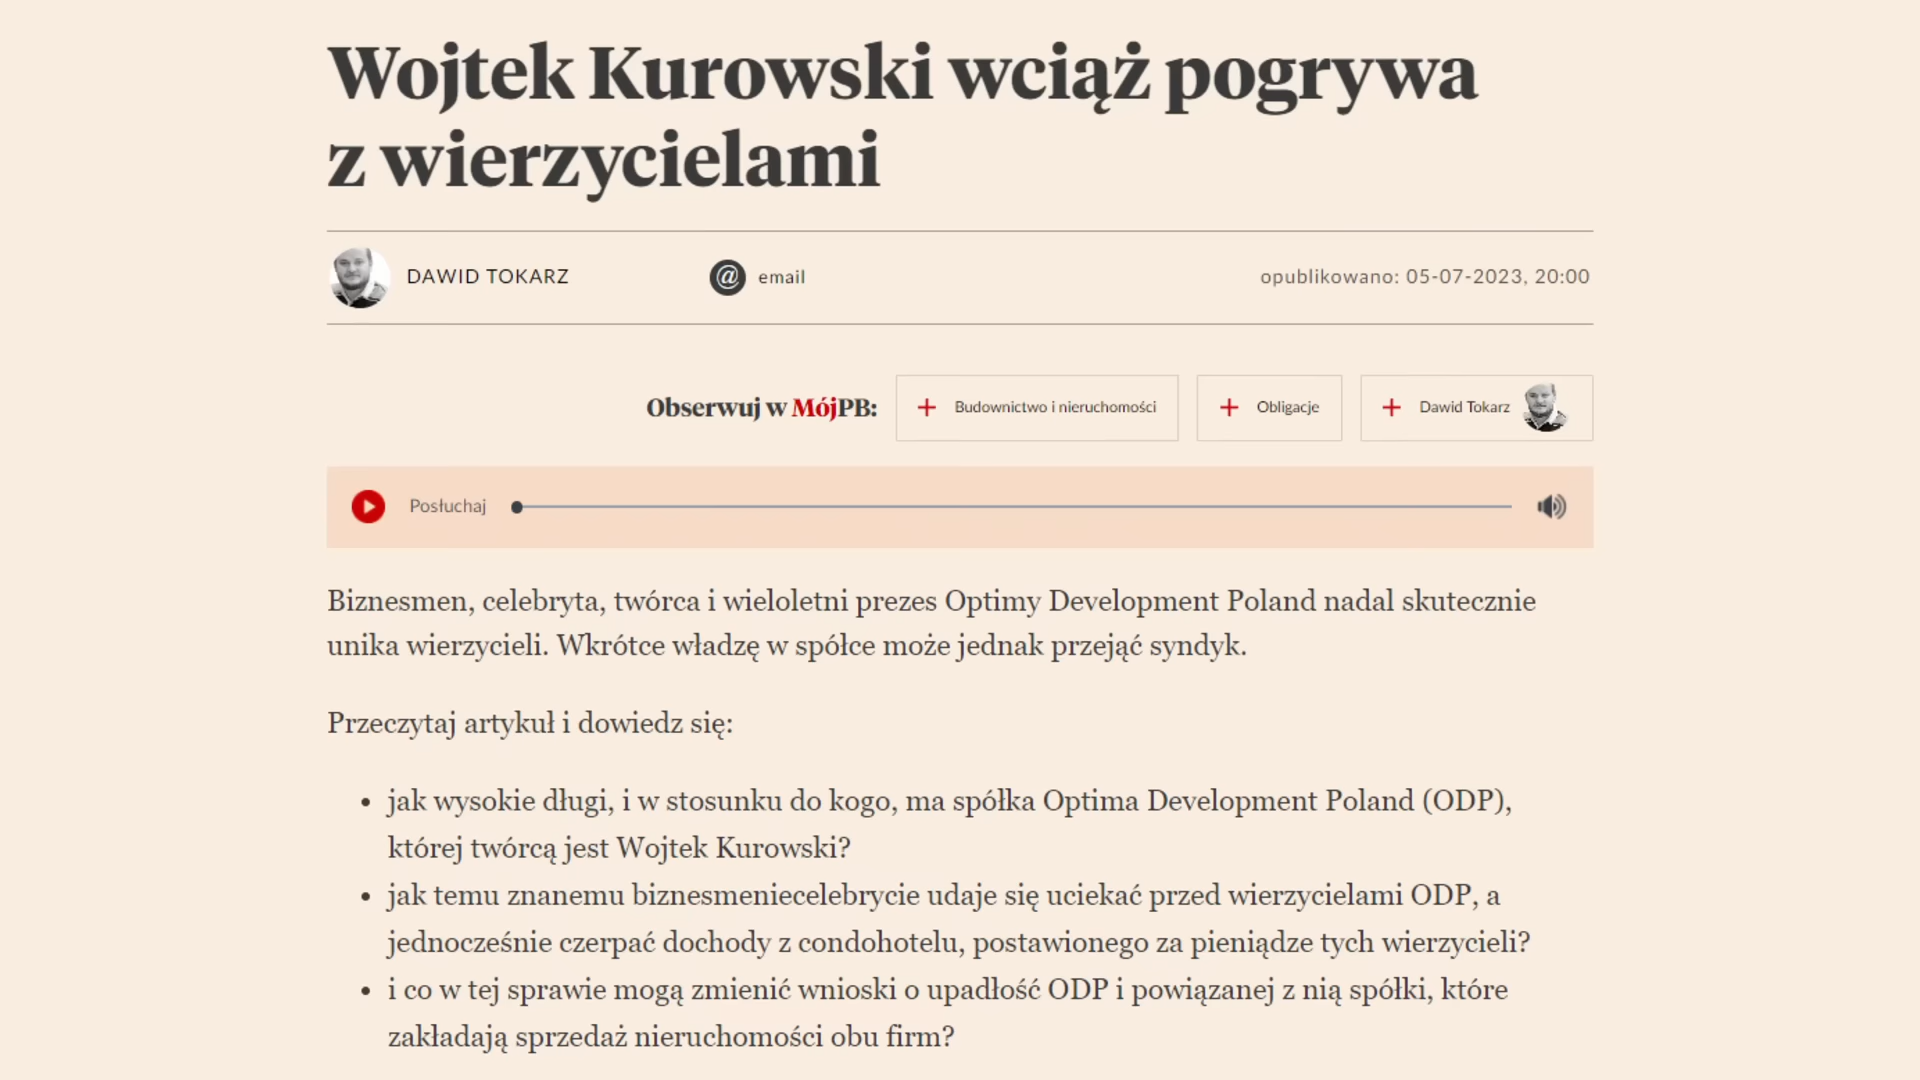 Wojtek Kurowski wciąż pogrywa
z wierzycielami
DAWID TOKARZ
@ email
opublikowano: 05-07-2023, 20:00
Obserwuj w MójPB:
+ Budownictwo i nieruchomości
+ Obligacje
+ Dawid Tokarz
Posłuchaj
Biznesmen, celebryta, twórca i wieloletni prezes Optimy Development Poland nadal skutecznie
unika wierzycieli. Wkrótce władzę w spółce może jednak przejąć syndyk.
Przeczytaj artykuł i dowiedz się:
• jak wysokie długi, i w stosunku do kogo, ma spółka Optima Development Poland (ODP),
której twórcą jest Wojtek Kurowski?
• jak temu znanemu biznesmeniecelebrycie udaje się uciekać przed wierzycielami ODP, a
jednocześnie czerpać dochody z condohotelu, postawionego za pieniądze tych wierzycieli?
• i co w tej sprawie mogą zmienić wnioski o upadłość ODP i powiązanej z nią spółki, które
zakładają sprzedaż nieruchomości obu firm?